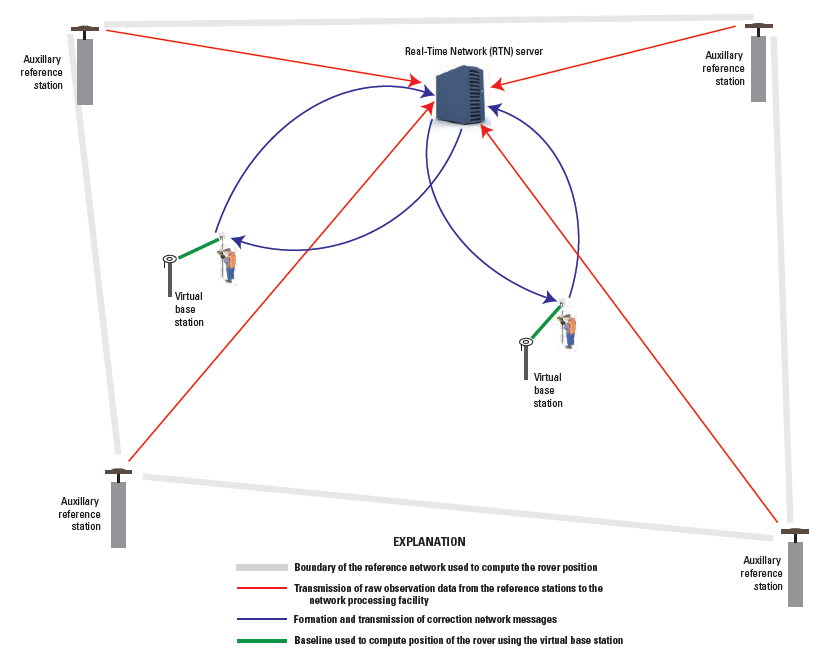 Real-Time Network (RTN) server
Auxillary
reference
station
Auxillary
reference
station
Virtual
base
station
Virtual
base
station
Auxillary
reference
station
Auxillary
reference
station
EXPLANATION
Boundary of the reference network used to compute the rover position
Transmission of raw observation data from the reference stations to the
network processing facility
Formation and transmission of correction network messages
Baseline used to compute position of the rover using the virtual base station